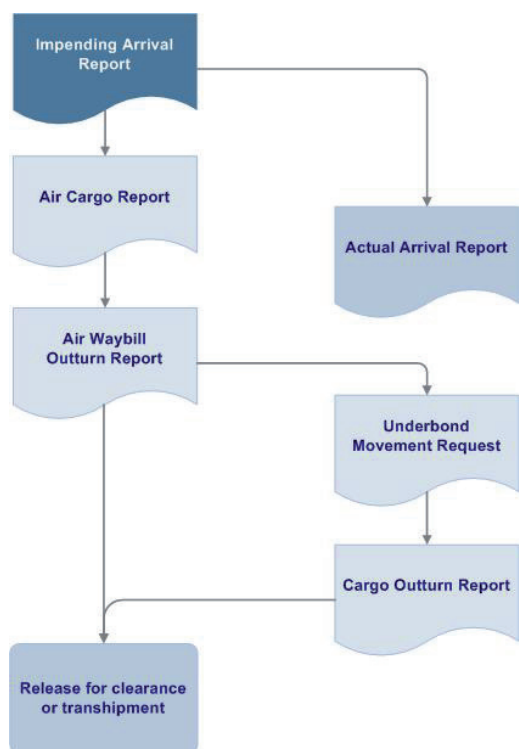 Impending Arrival
Report
Air Cargo Report
Actual Arrival Report
Air Waybill
Outturn Report
Underbond
Movement Request
Cargo Outturn Report
Release for clearance
or transhipment